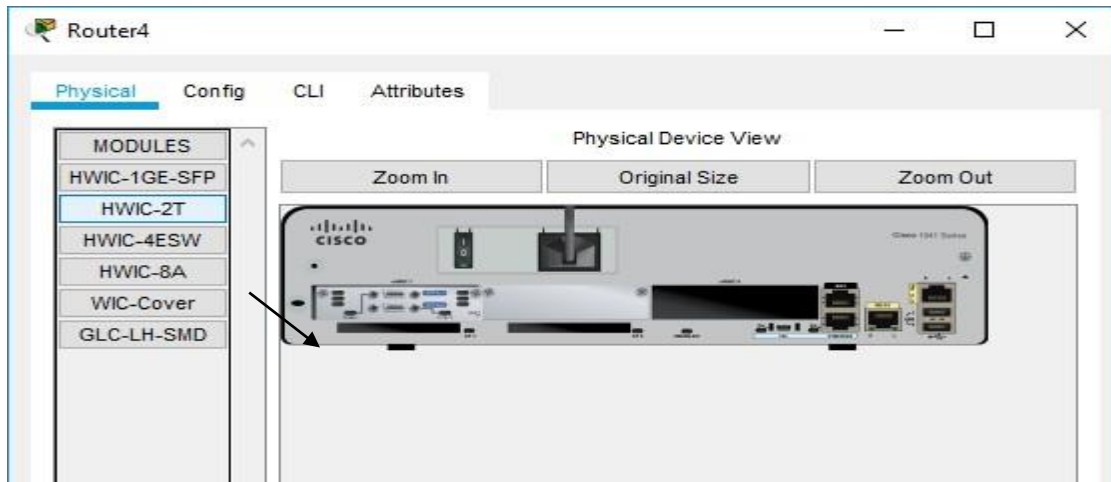 Router4
Physical Config CLI Attributes
MODULES
HWIC-1GE-SFP
HWIC-2T
HWIC-4ESW
HWIC-8A
WIC-Cover
GLC-LH-SMD
Physical Device View
Zoom In Original Size Zoom Out
CISCO